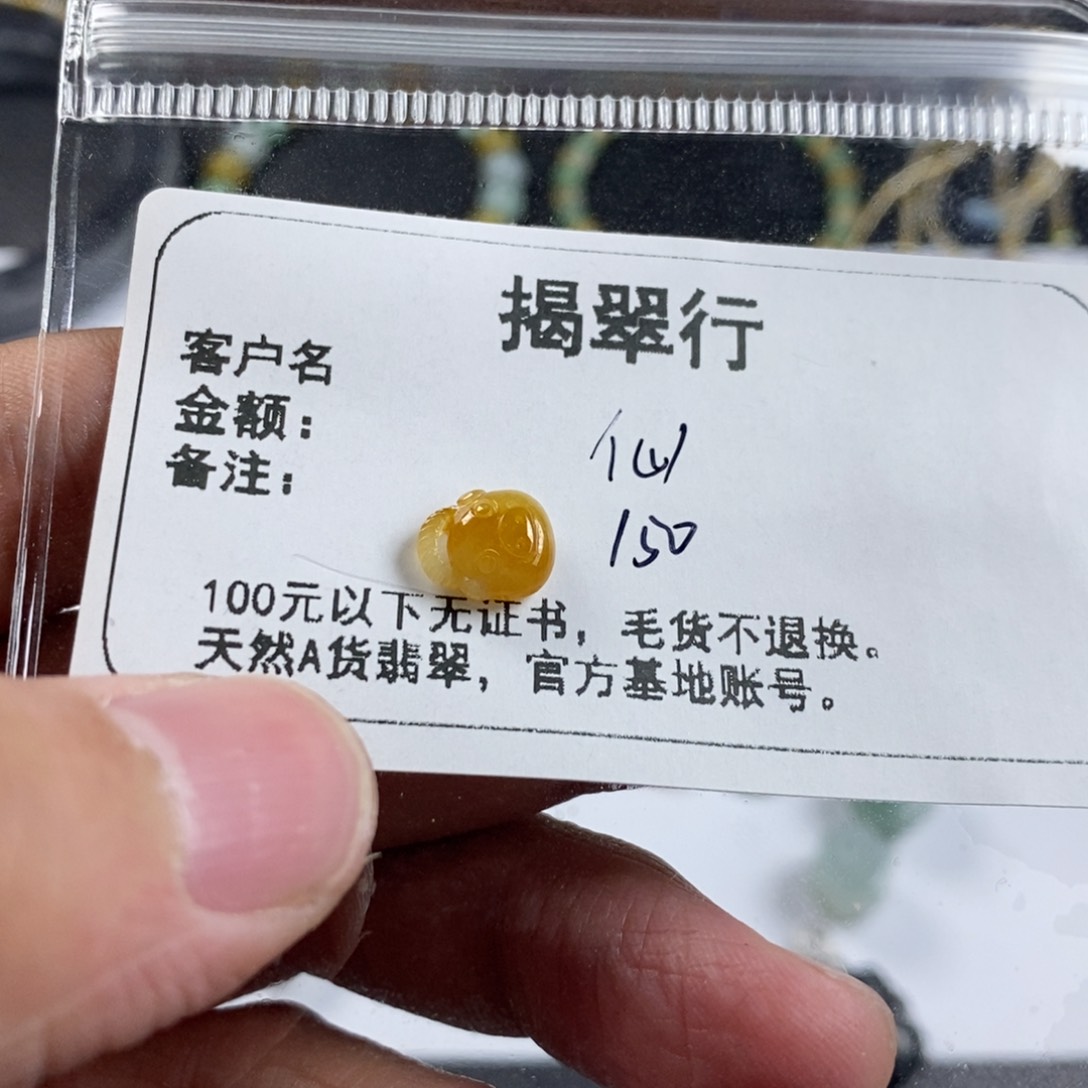 揭翠行
客户名
金额：
备注：
仙
150
100元以下无证书，毛货不退换。
天然A货翡翠，官方基地账号。